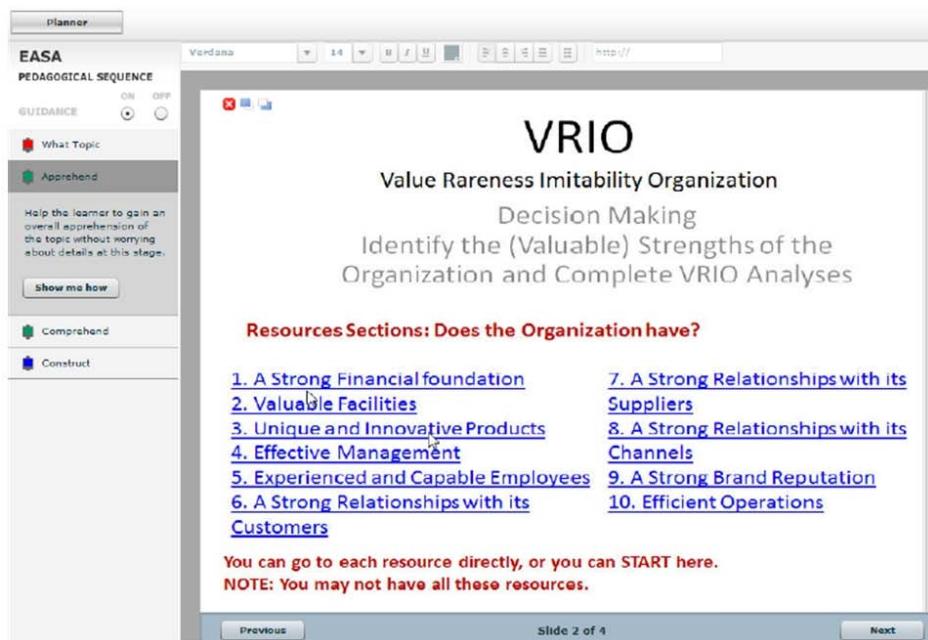 Planner
EASA
PEDAGOGICAL SEQUENCE
ON OFF
GUIDANCE
What Topic
Apprehend
Help the learner to gain an
overall apprehension of
the topic without worrying
about details at this stage.
Show me how
Comprehend
Construct
Verdana 14 B I U http://
VRIO
Value Rareness Imitability Organization
Decision Making
Identify the (Valuable) Strengths of the
Organization and Complete VRIO Analyses
Resources Sections: Does the Organization have?
1. A Strong Financial foundation
2. Valuable Facilities
3. Unique and Innovative Products
4. Effective Management
5. Experienced and Capable Employees
6. A Strong Relationships with its
Customers
7. A Strong Relationships with its
Suppliers
8. A Strong Relationships with its
Channels
9. A Strong Brand Reputation
10. Efficient Operations
You can go to each resource directly, or you can START here.
NOTE: You may not have all these resources.
Previous Slide 2 of 4 Next